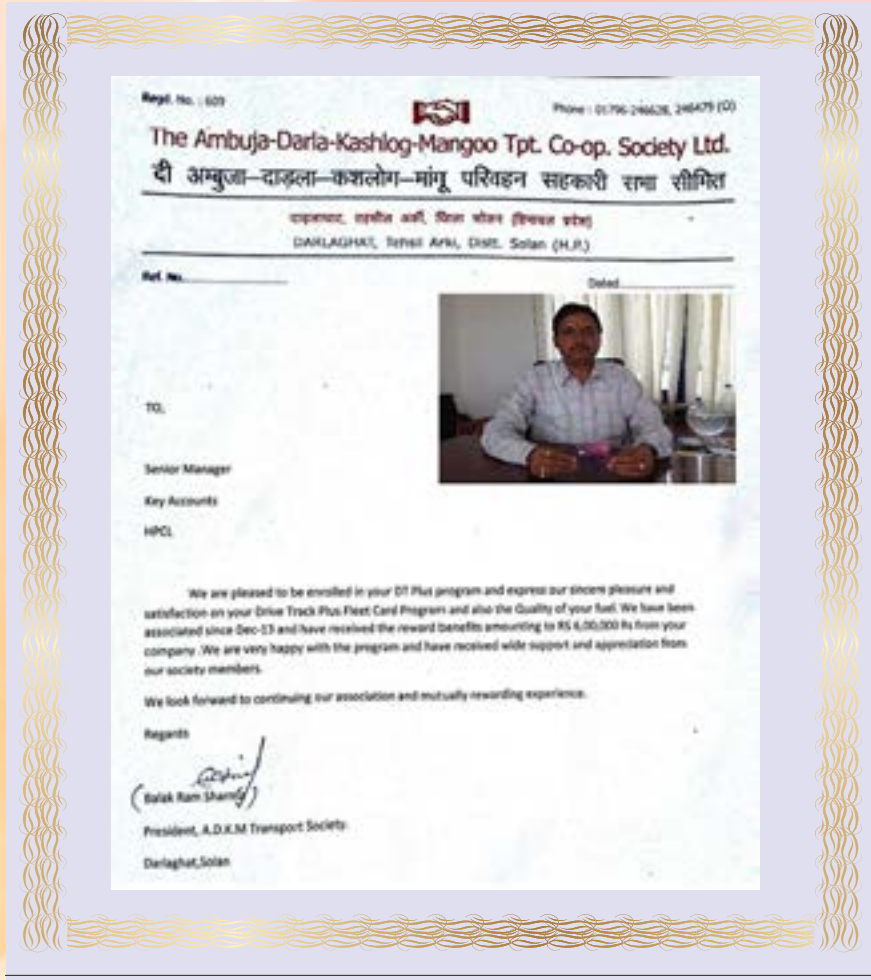 Regd. No. : 609
Phone : 01796-246628, 246479 (O)
The Ambuja-Darla-Kashlog-Mangoo Tpt. Co-op. Society Ltd.
दी अम्बुजा–दाड़ला–कशलोग–मांगू परिवहन सहकारी सभा सीमित
दाड़लाघाट, तहसील अर्की, जिला सोलन (हिमाचल प्रदेश)
DARLAGHAT, Tehsil Arki, Distt. Solan (H.P.)
Ref. No.
Dated
TO,
Senior Manager
Key Accounts
HPCL
We are pleased to be enrolled in your DT Plus program and express our sincere pleasure and
satisfaction on your Drive Track Plus Fleet Card Program and also the Quality of your fuel. We have been
associated since Dec-13 and have received the reward benefits amounting to RS 6,00,000 Rs from your
company .We are very happy with the program and have received wide support and appreciation from
our society members.
We look forward to continuing our association and mutually rewarding experience.
Regards
(Balak Ram Sharma)
President, A.D.K.M Transport Society
Darlaghat,Solan